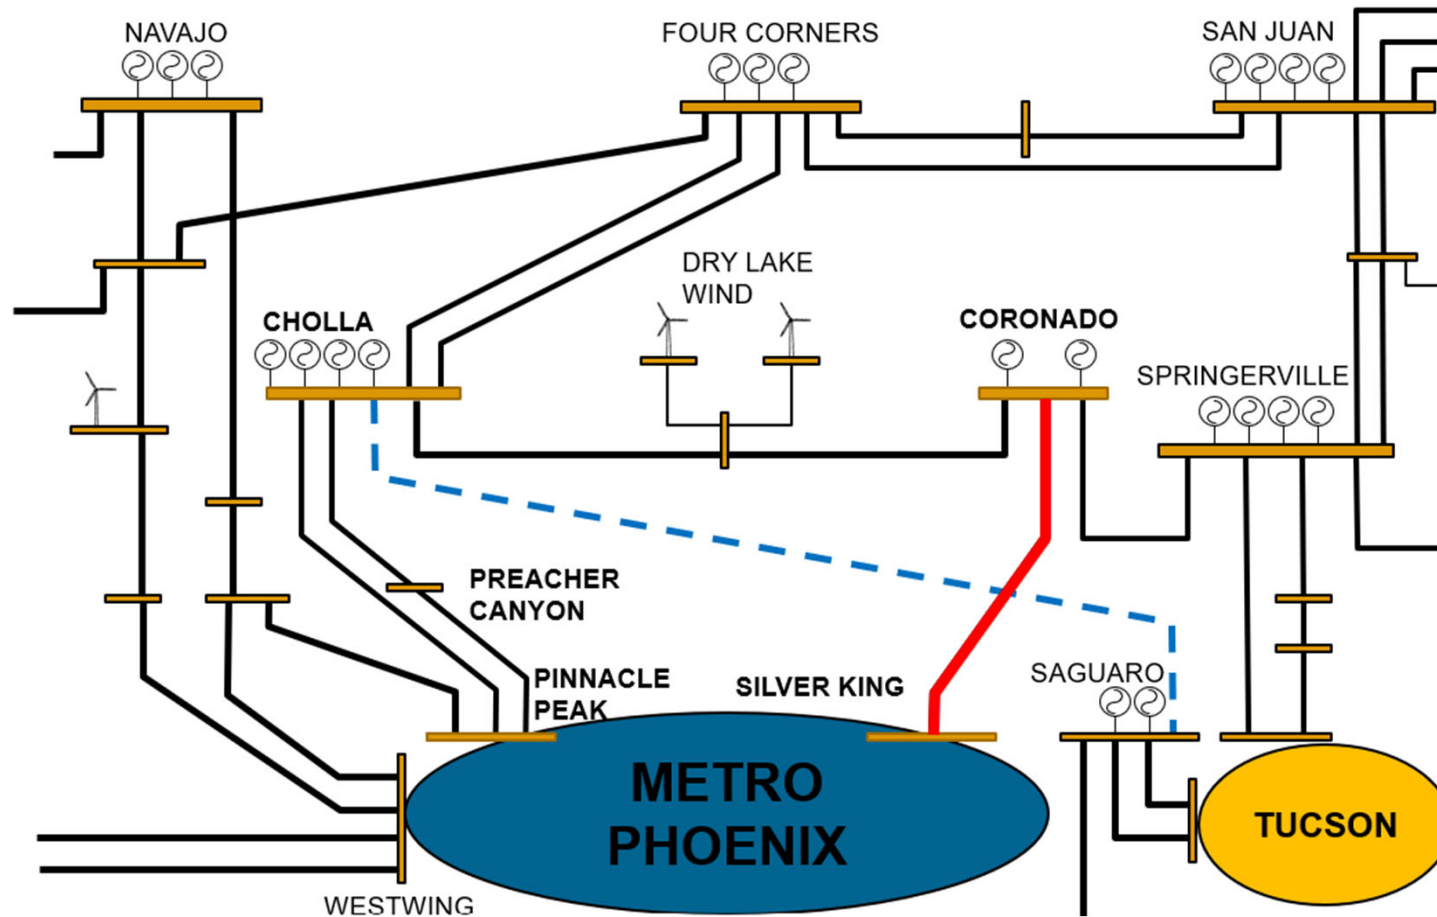 NAVAJO
FOUR CORNERS
SAN JUAN
DRY LAKE
WIND
CHOLLA
CORONADO
SPRINGERVILLE
PREACHER
CANYON
PINNACLE
PEAK
SILVER KING
SAGUARO
METRO
PHOENIX
TUCSON
WESTWING